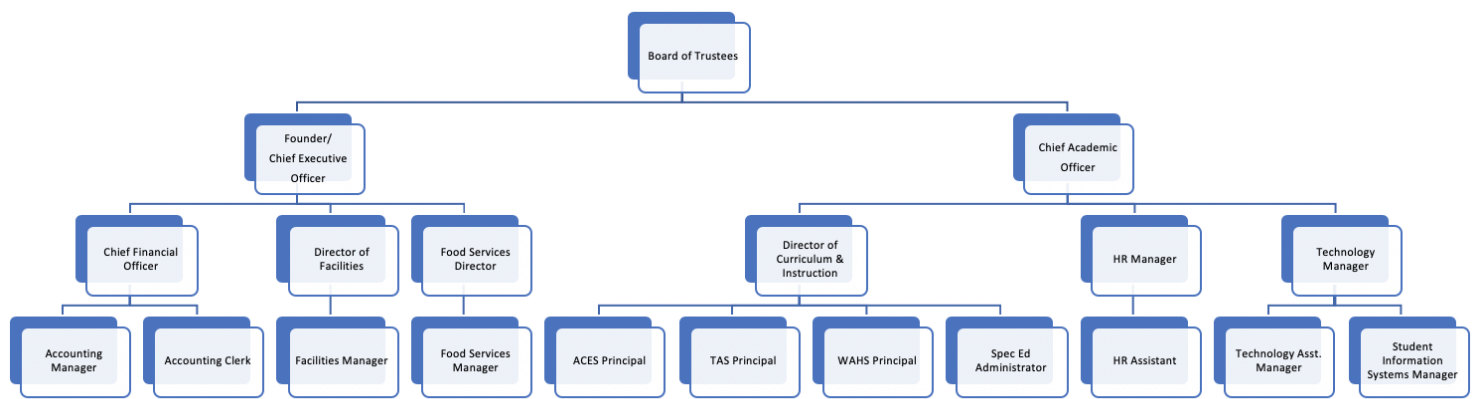 Board of Trustees
Founder/
Chief Executive
Officer
Chief Academic
Officer
Chief Financial
Officer
Director of
Facilities
Food Services
Director
Director of
Curriculum &
Instruction
HR Manager
Technology
Manager
Accounting
Manager
Accounting Clerk
Facilities Manager
Food Services
Manager
ACES Principal
TAS Principal
WAHS Principal
Spec Ed
Administrator
HR Assistant
Technology Asst.
Manager
Student
Information
Systems Manager